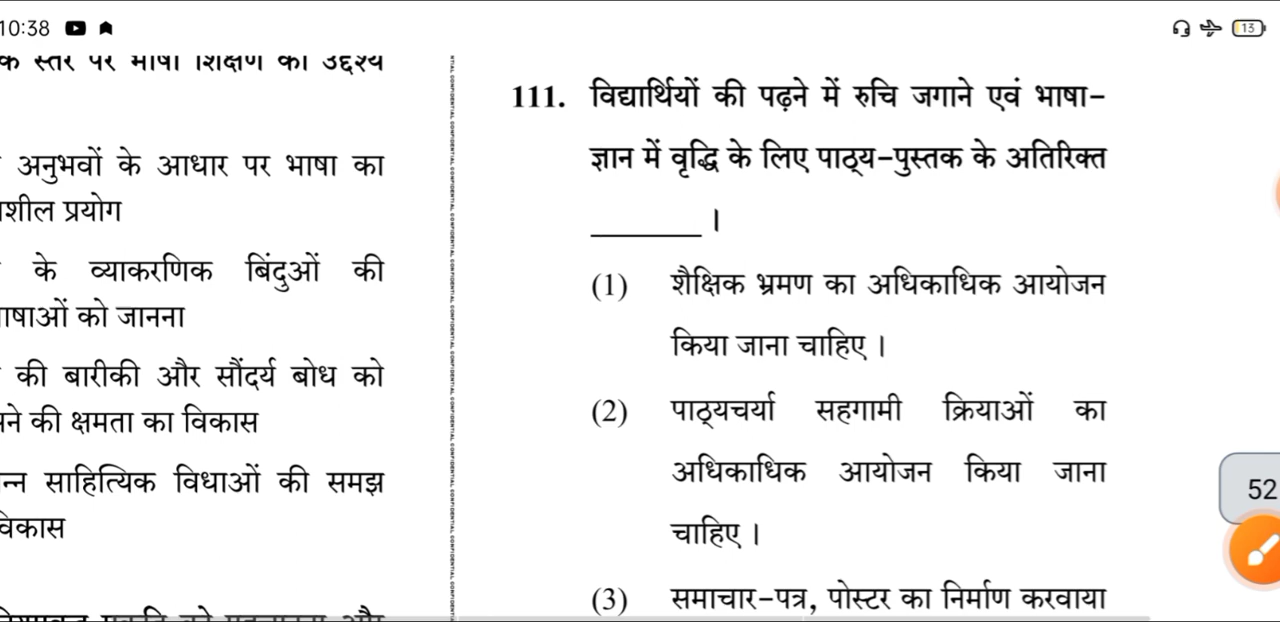 10:38
13
स्तर पर भाषा शिक्षण का उद्देश्य
अनुभवों के आधार पर भाषा का
प्रयोग
के व्याकरणिक बिंदुओं की
को जानना
की बारीकी और सौंदर्य बोध को
की क्षमता का विकास
साहित्यिक विधाओं की समझ
111. विद्यार्थियों की पढ़ने में रुचि जगाने एवं भाषा-
ज्ञान में वृद्धि के लिए पाठ्य-पुस्तक के अतिरिक्त
_______ ।
(1) शैक्षिक भ्रमण का अधिकाधिक आयोजन
किया जाना चाहिए ।
(2) पाठ्यचर्या सहगामी क्रियाओं का
अधिकाधिक आयोजन किया जाना
चाहिए ।
(3) समाचार-पत्र, पोस्टर का निर्माण करवाया
52